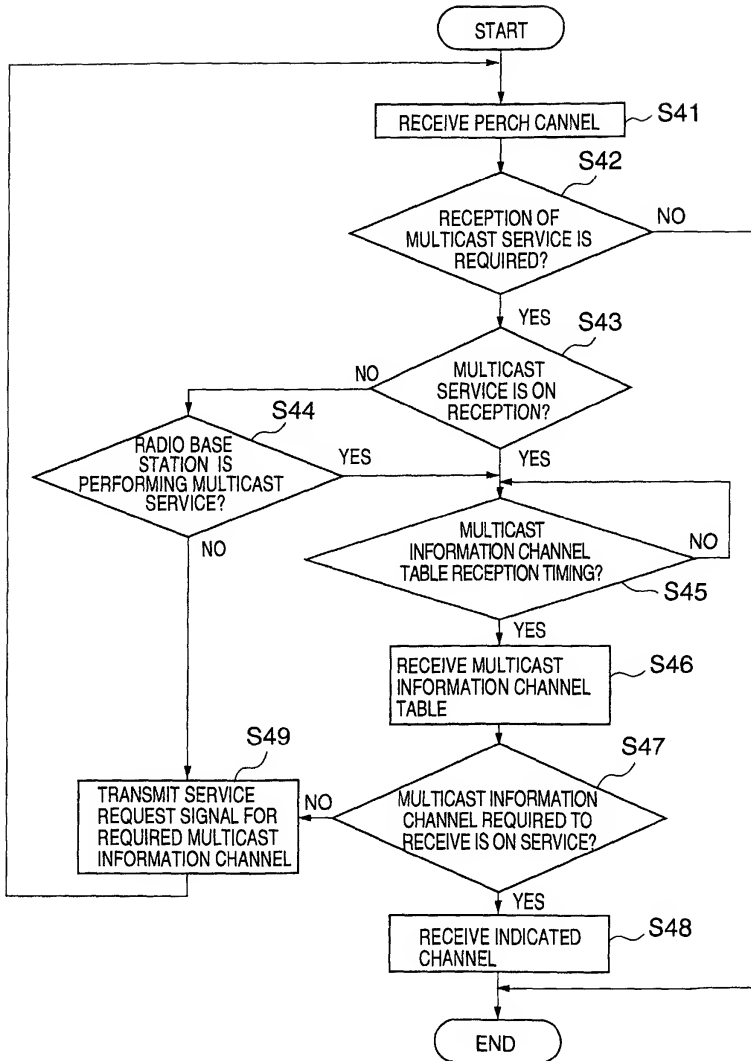 START
RECEIVE PERCH CANNEL
S41
S42
RECEPTION OF
MULTICAST SERVICE IS
REQUIRED?
NO
YES
S43
MULTICAST
SERVICE IS ON
RECEPTION?
NO
YES
S44
RADIO BASE
STATION IS
PERFORMING MULTICAST
SERVICE?
YES
NO
MULTICAST
INFORMATION CHANNEL
TABLE RECEPTION TIMING?
NO
S45
YES
RECEIVE MULTICAST
INFORMATION CHANNEL
TABLE
S46
S47
MULTICAST INFORMATION
CHANNEL REQUIRED TO
RECEIVE IS ON SERVICE?
NO
S49
TRANSMIT SERVICE
REQUEST SIGNAL FOR
REQUIRED MULTICAST
INFORMATION CHANNEL
YES
RECEIVE INDICATED
CHANNEL
S48
END